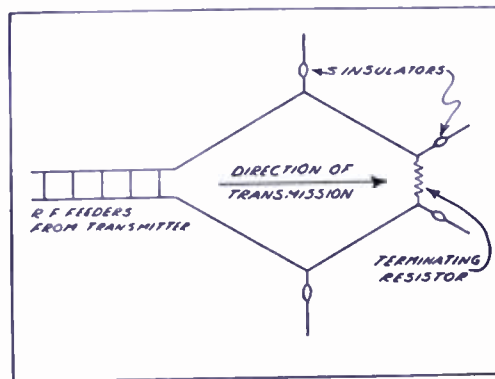 INSULATORS
DIRECTION OF
TRANSMISSION
R F FEEDERS
FROM TRANSMITTER
TERMINATING
RESISTOR